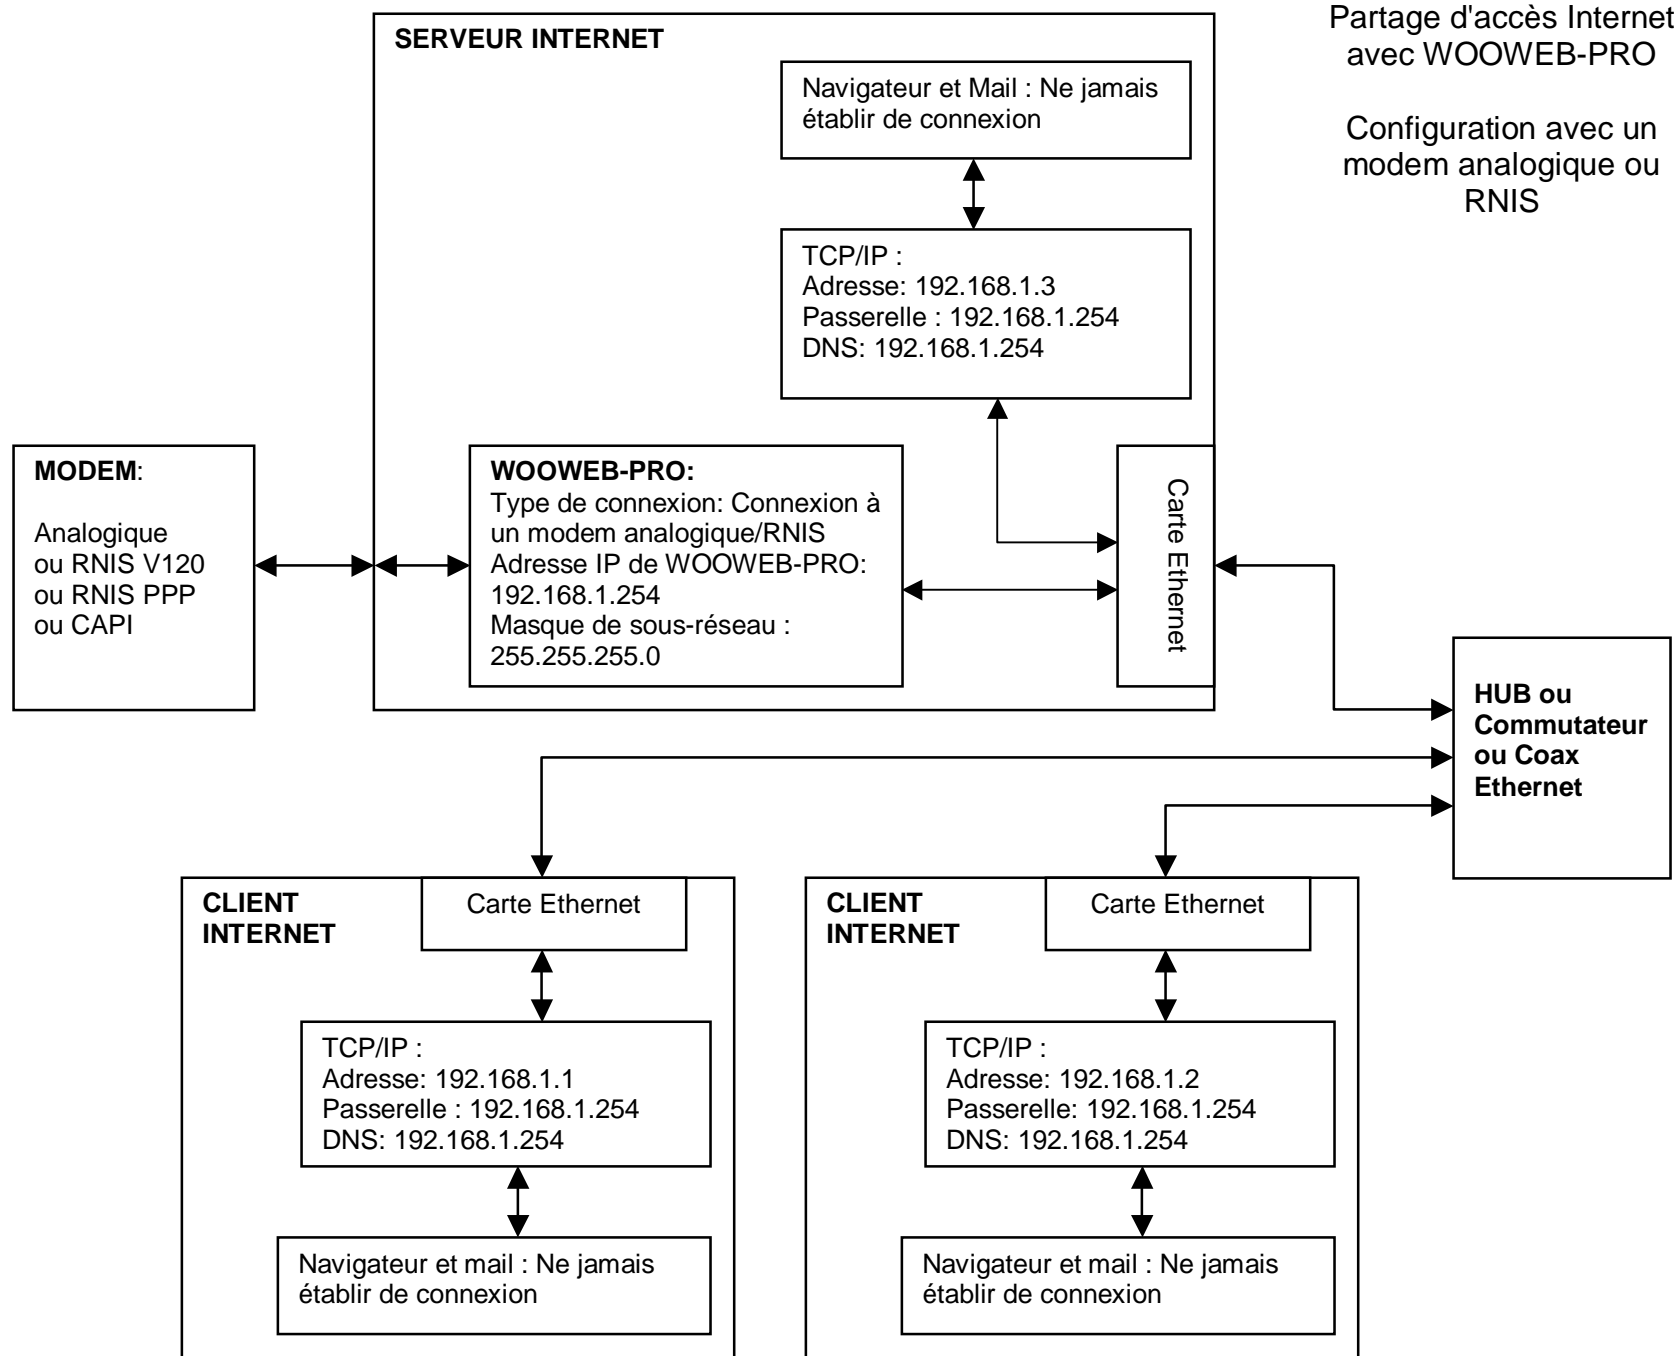 Partage d'accès Internet
avec WOOWEB-PRO
Configuration avec un
modem analogique ou
RNIS
SERVEUR INTERNET
Navigateur et Mail : Ne jamais
établir de connexion
TCP/IP :
Adresse: 192.168.1.3
Passerelle : 192.168.1.254
DNS: 192.168.1.254
MODEM:
Analogique
ou RNIS V120
ou RNIS PPP
ou CAPI
WOOWEB-PRO:
Type de connexion: Connexion à
un modem analogique/RNIS
Adresse IP de WOOWEB-PRO:
192.168.1.254
Masque de sous-réseau :
255.255.255.0
Carte Ethernet
HUB ou
Commutateur
ou Coax
Ethernet
CLIENT
INTERNET
Carte Ethernet
TCP/IP :
Adresse: 192.168.1.1
Passerelle : 192.168.1.254
DNS: 192.168.1.254
Navigateur et mail : Ne jamais
établir de connexion
CLIENT
INTERNET
Carte Ethernet
TCP/IP :
Adresse: 192.168.1.2
Passerelle: 192.168.1.254
DNS: 192.168.1.254
Navigateur et mail : Ne jamais
établir de connexion